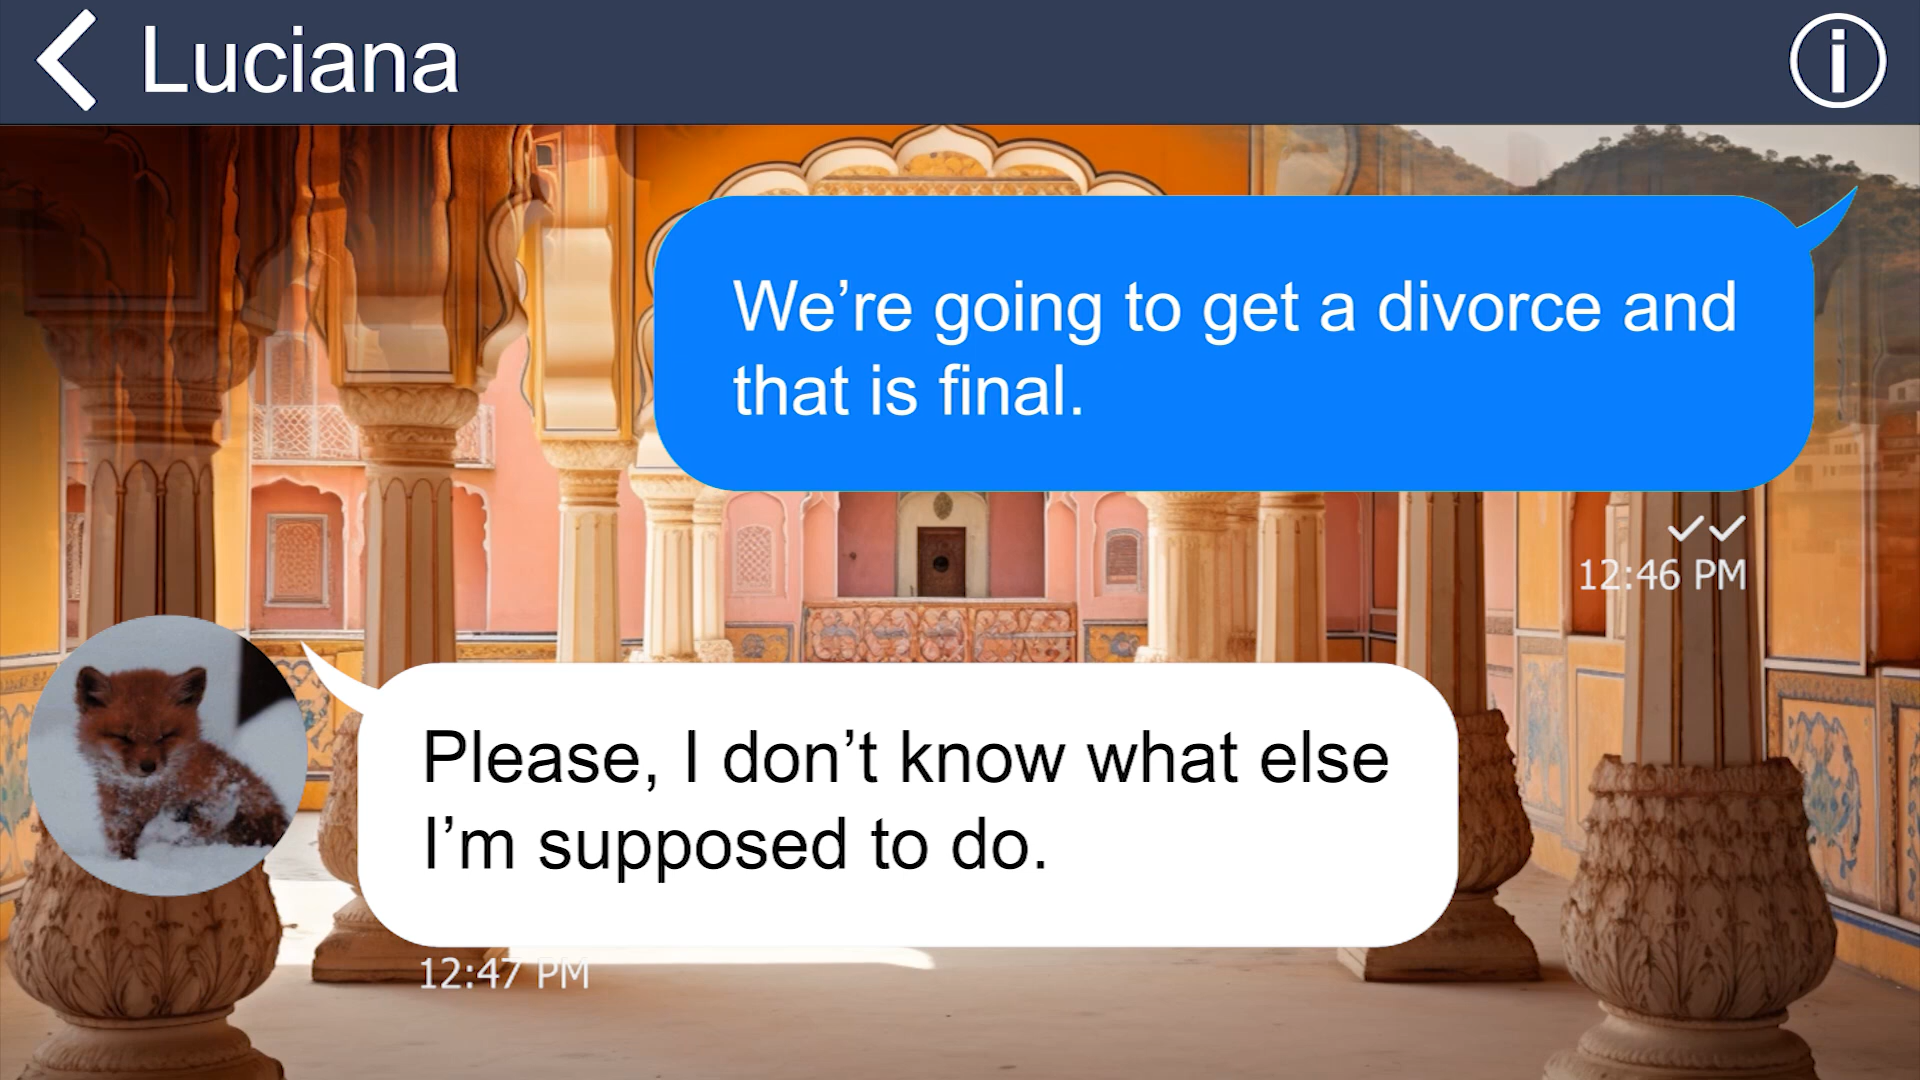 Luciana
We’re going to get a divorce and
that is final.
12:46 PM
Please, I don’t know what else
I’m supposed to do.
12:47 PM